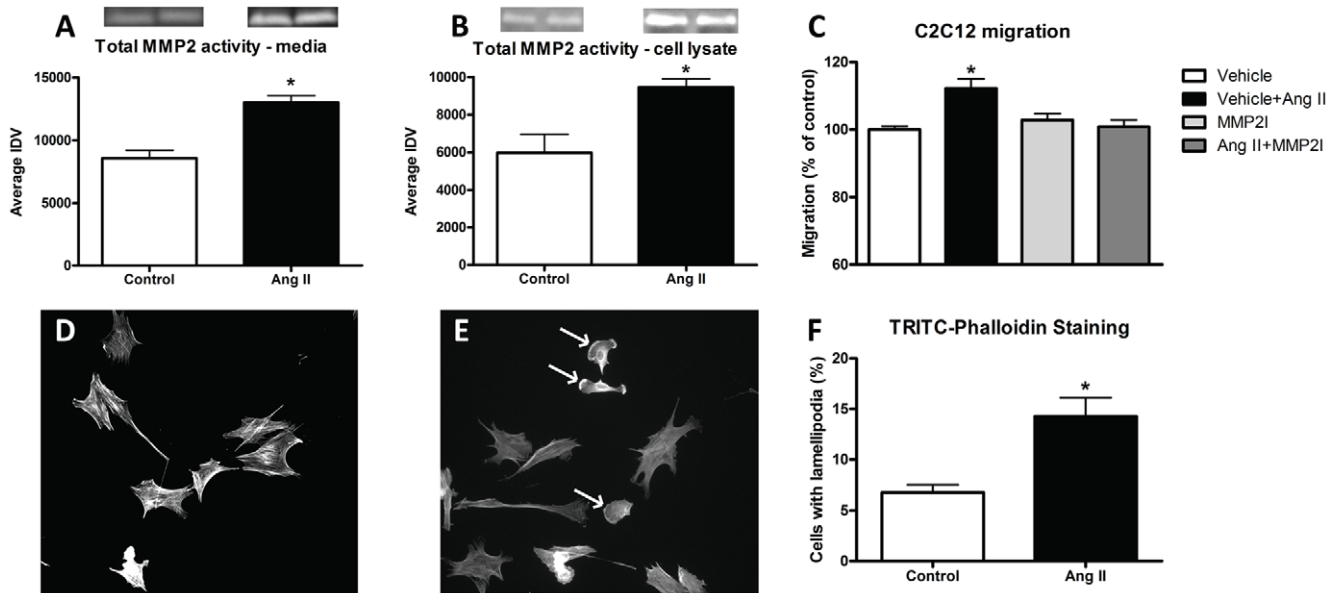 A
Total MMP2 activity - media
Average IDV
15000
10000
5000
0
Control
Ang II
*
B
Total MMP2 activity - cell lysate
Average IDV
10000
8000
6000
4000
2000
0
Control
Ang II
*
C
C2C12 migration
Migration (% of control)
120
100
80
60
*
Vehicle
Vehicle+Ang II
MMP2I
Ang II+MMP2I
D
E
F
TRITC-Phalloidin Staining
Cells with lamellipodia (%)
20
15
10
5
0
Control
Ang II
*